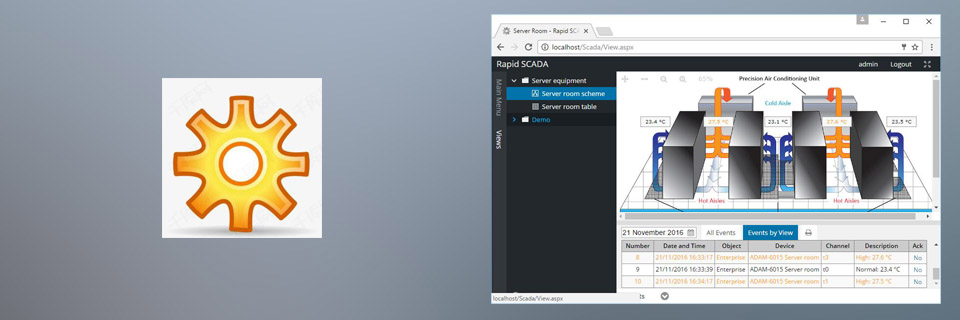 Server Room - Rapid SCA
localhost/Scada/View.aspx
Rapid SCADA
admin
Logout
Main Menu
Views
Server equipment
Server room scheme
Server room table
Demo
65%
Precision Air Conditioning Unit
Cold Aisle
23.4 °C
27.5 °C
23.1 °C
27.6 °C
23.5 °C
Hot Aisles
Hot Aisles
21 November 2016
All Events
Events by View
Number Date and Time Object Device Channel Description Ack
8 21/11/2016 16:33:17 Enterprise ADAM-6015 Server room t3 High: 27.6 °C No
9 21/11/2016 16:33:39 Enterprise ADAM-6015 Server room t0 Normal: 23.4 °C No
10 21/11/2016 16:34:17 Enterprise ADAM-6015 Server room t1 High: 27.5 °C No
localhost/Scada/View.aspx